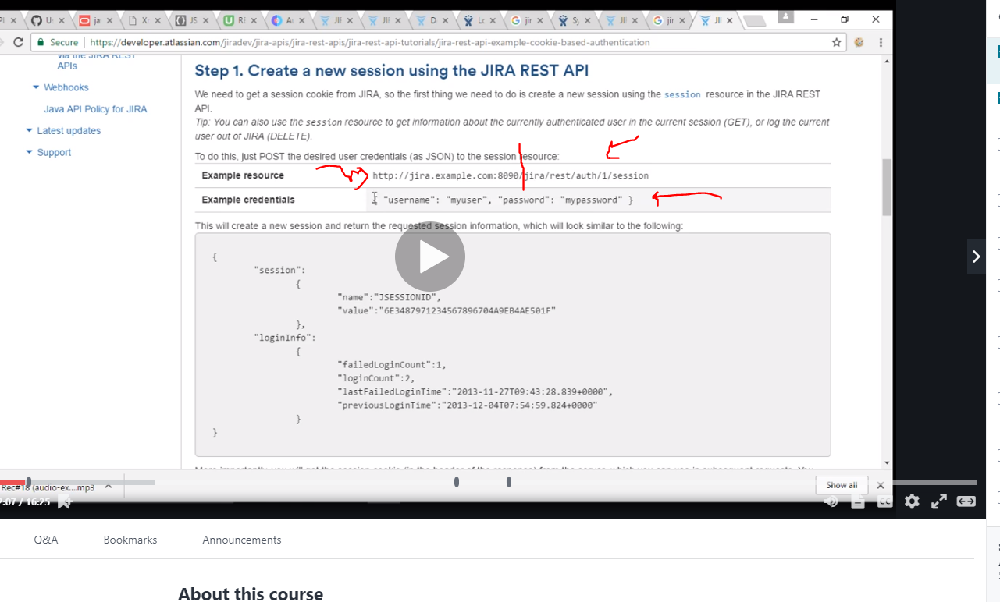 Secure https://developer.atlassian.com/jiradev/jira-apis/jira-rest-apis/jira-rest-api-tutorials/jira-rest-api-example-cookie-based-authentication
via the JIRA REST
APIs
Webhooks
Java API Policy for JIRA
Latest updates
Support
Step 1. Create a new session using the JIRA REST API
We need to get a session cookie from JIRA, so the first thing we need to do is create a new session using the session resource in the JIRA REST
API.
Tip: You can also use the session resource to get information about the currently authenticated user in the current session (GET), or log the current
user out of JIRA (DELETE).
To do this, just POST the desired user credentials (as JSON) to the session resource:
Example resource http://jira.example.com:8090/jira/rest/auth/1/session
Example credentials "username": "myuser", "password": "mypassword" }
This will create a new session and return the requested session information, which will look similar to the following:
{
"session":
{
"name":"JSESSIONID",
"value":"6E3487971234567896704A9EB4AE501F"
},
"loginInfo":
{
"failedLoginCount":1,
"loginCount":2,
"lastFailedLoginTime":"2013-11-27T09:43:28.839+0000",
"previousLoginTime":"2013-12-04T07:54:59.824+0000"
}
}
Rec#18 (audio-ex....mp3
Show all
2:07 / 16:25
CC
Q&A Bookmarks Announcements
About this course